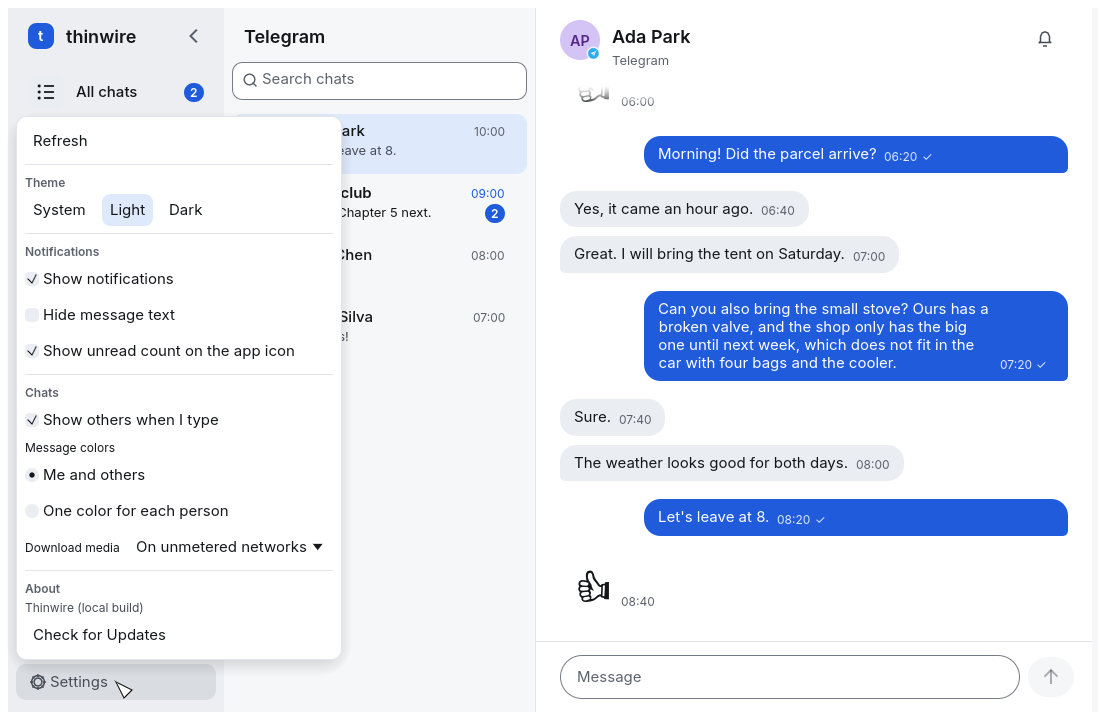 t
thinwire
All chats
2
Refresh
Theme
System
Light
Dark
Notifications
Show notifications
Hide message text
Show unread count on the app icon
Chats
Show others when I type
Message colors
Me and others
One color for each person
Download media
On unmetered networks
About
Thinwire (local build)
Check for Updates
Settings
Telegram
Search chats
10:00
at 8.
club
09:00
Chapter 5 next.
2
Chen
08:00
Silva
07:00
AP
Ada Park
Telegram
06:00
Morning! Did the parcel arrive? 06:20 ✓
Yes, it came an hour ago. 06:40
Great. I will bring the tent on Saturday. 07:00
Can you also bring the small stove? Ours has a
broken valve, and the shop only has the big
one until next week, which does not fit in the
car with four bags and the cooler. 07:20 ✓
Sure. 07:40
The weather looks good for both days. 08:00
Let's leave at 8. 08:20 ✓
👍 08:40
Message